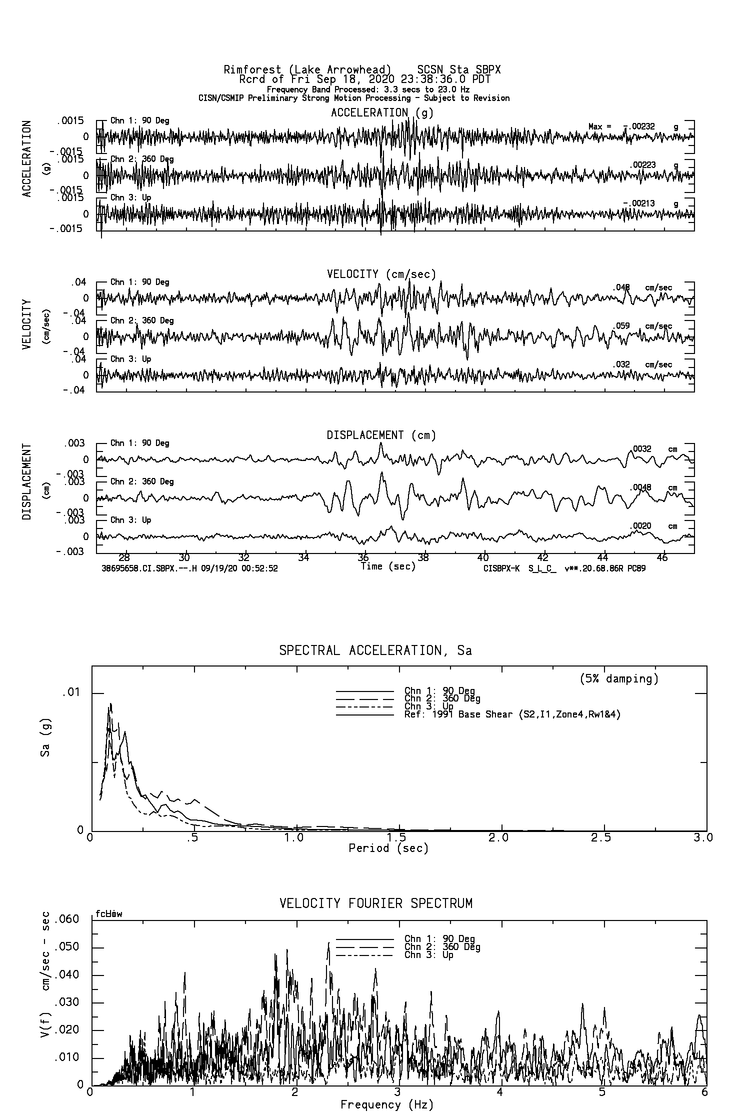 Rimforest (Lake Arrowhead) SCSN Sta SBPX
Rcrd of Fri Sep 18, 2020 23:38:36.0 PDT
Frequency Band Processed: 3.3 secs to 23.0 Hz
CISN/CSMIP Preliminary Strong Motion Processing - Subject to Revision
ACCELERATION (g)
ACCELERATION
(g)
.0015
0
-.0015
Chn 1: 90 Deg
Max = -.00232 g
.0015
0
-.0015
Chn 2: 360 Deg
.00223 g
.0015
0
-.0015
Chn 3: Up
-.00213 g
VELOCITY (cm/sec)
VELOCITY
(cm/sec)
.04
0
-.04
Chn 1: 90 Deg
.048 cm/sec
.04
0
-.04
Chn 2: 360 Deg
.059 cm/sec
.04
0
-.04
Chn 3: Up
.032 cm/sec
DISPLACEMENT (cm)
DISPLACEMENT
(cm)
.003
0
-.003
Chn 1: 90 Deg
.0032 cm
.003
0
-.003
Chn 2: 360 Deg
.0048 cm
.003
0
-.003
Chn 3: Up
.0020 cm
28 30 32 34 36 38 40 42 44 46
Time (sec)
38695658.CI.SBPX.--.H 09/19/20 00:52:52
CISBPX-K S_L_C_ v**.20.68.86R PC89
SPECTRAL ACCELERATION, Sa
(5% damping)
Chn 1: 90 Deg
Chn 2: 360 Deg
Chn 3: Up
Ref: 1991 Base Shear (S2,I1,Zone4,Rw1&4)
Sa (g)
.01
0
0 .5 1.0 1.5 2.0 2.5 3.0
Period (sec)
VELOCITY FOURIER SPECTRUM
Chn 1: 90 Deg
Chn 2: 360 Deg
Chn 3: Up
V(f) cm/sec - sec
.060
.050
.040
.030
.020
.010
0
0 1 2 3 4 5 6
Frequency (Hz)